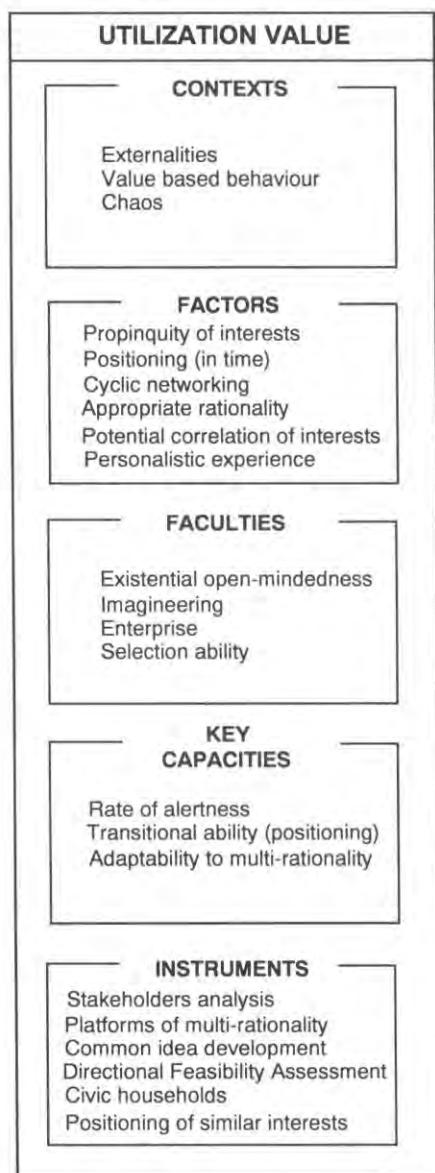 UTILIZATION VALUE
CONTEXTS
Externalities
Value based behaviour
Chaos
FACTORS
Propinquity of interests
Positioning (in time)
Cyclic networking
Appropriate rationality
Potential correlation of interests
Personalistic experience
FACULTIES
Existential open-mindedness
Imagineering
Enterprise
Selection ability
KEY
CAPACITIES
Rate of alertness
Transitional ability (positioning)
Adaptability to multi-rationality
INSTRUMENTS
Stakeholders analysis
Platforms of multi-rationality
Common idea development
Directional Feasibility Assessment
Civic households
Positioning of similar interests